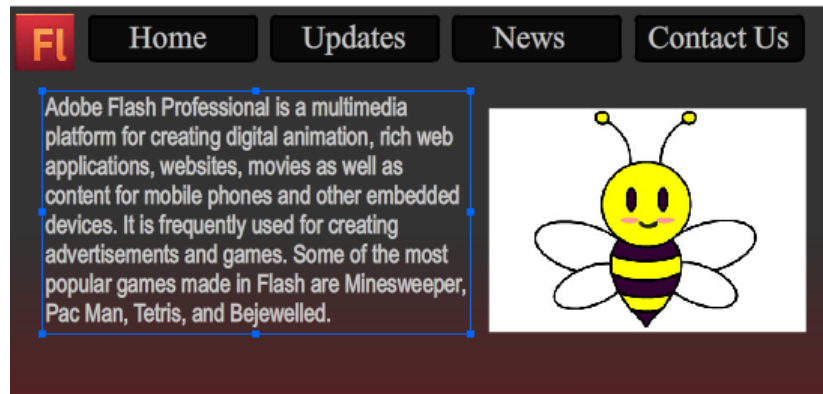 Fl
Home
Updates
News
Contact Us
Adobe Flash Professional is a multimedia
platform for creating digital animation, rich web
applications, websites, movies as well as
content for mobile phones and other embedded
devices. It is frequently used for creating
advertisements and games. Some of the most
popular games made in Flash are Minesweeper,
Pac Man, Tetris, and Bejewelled.